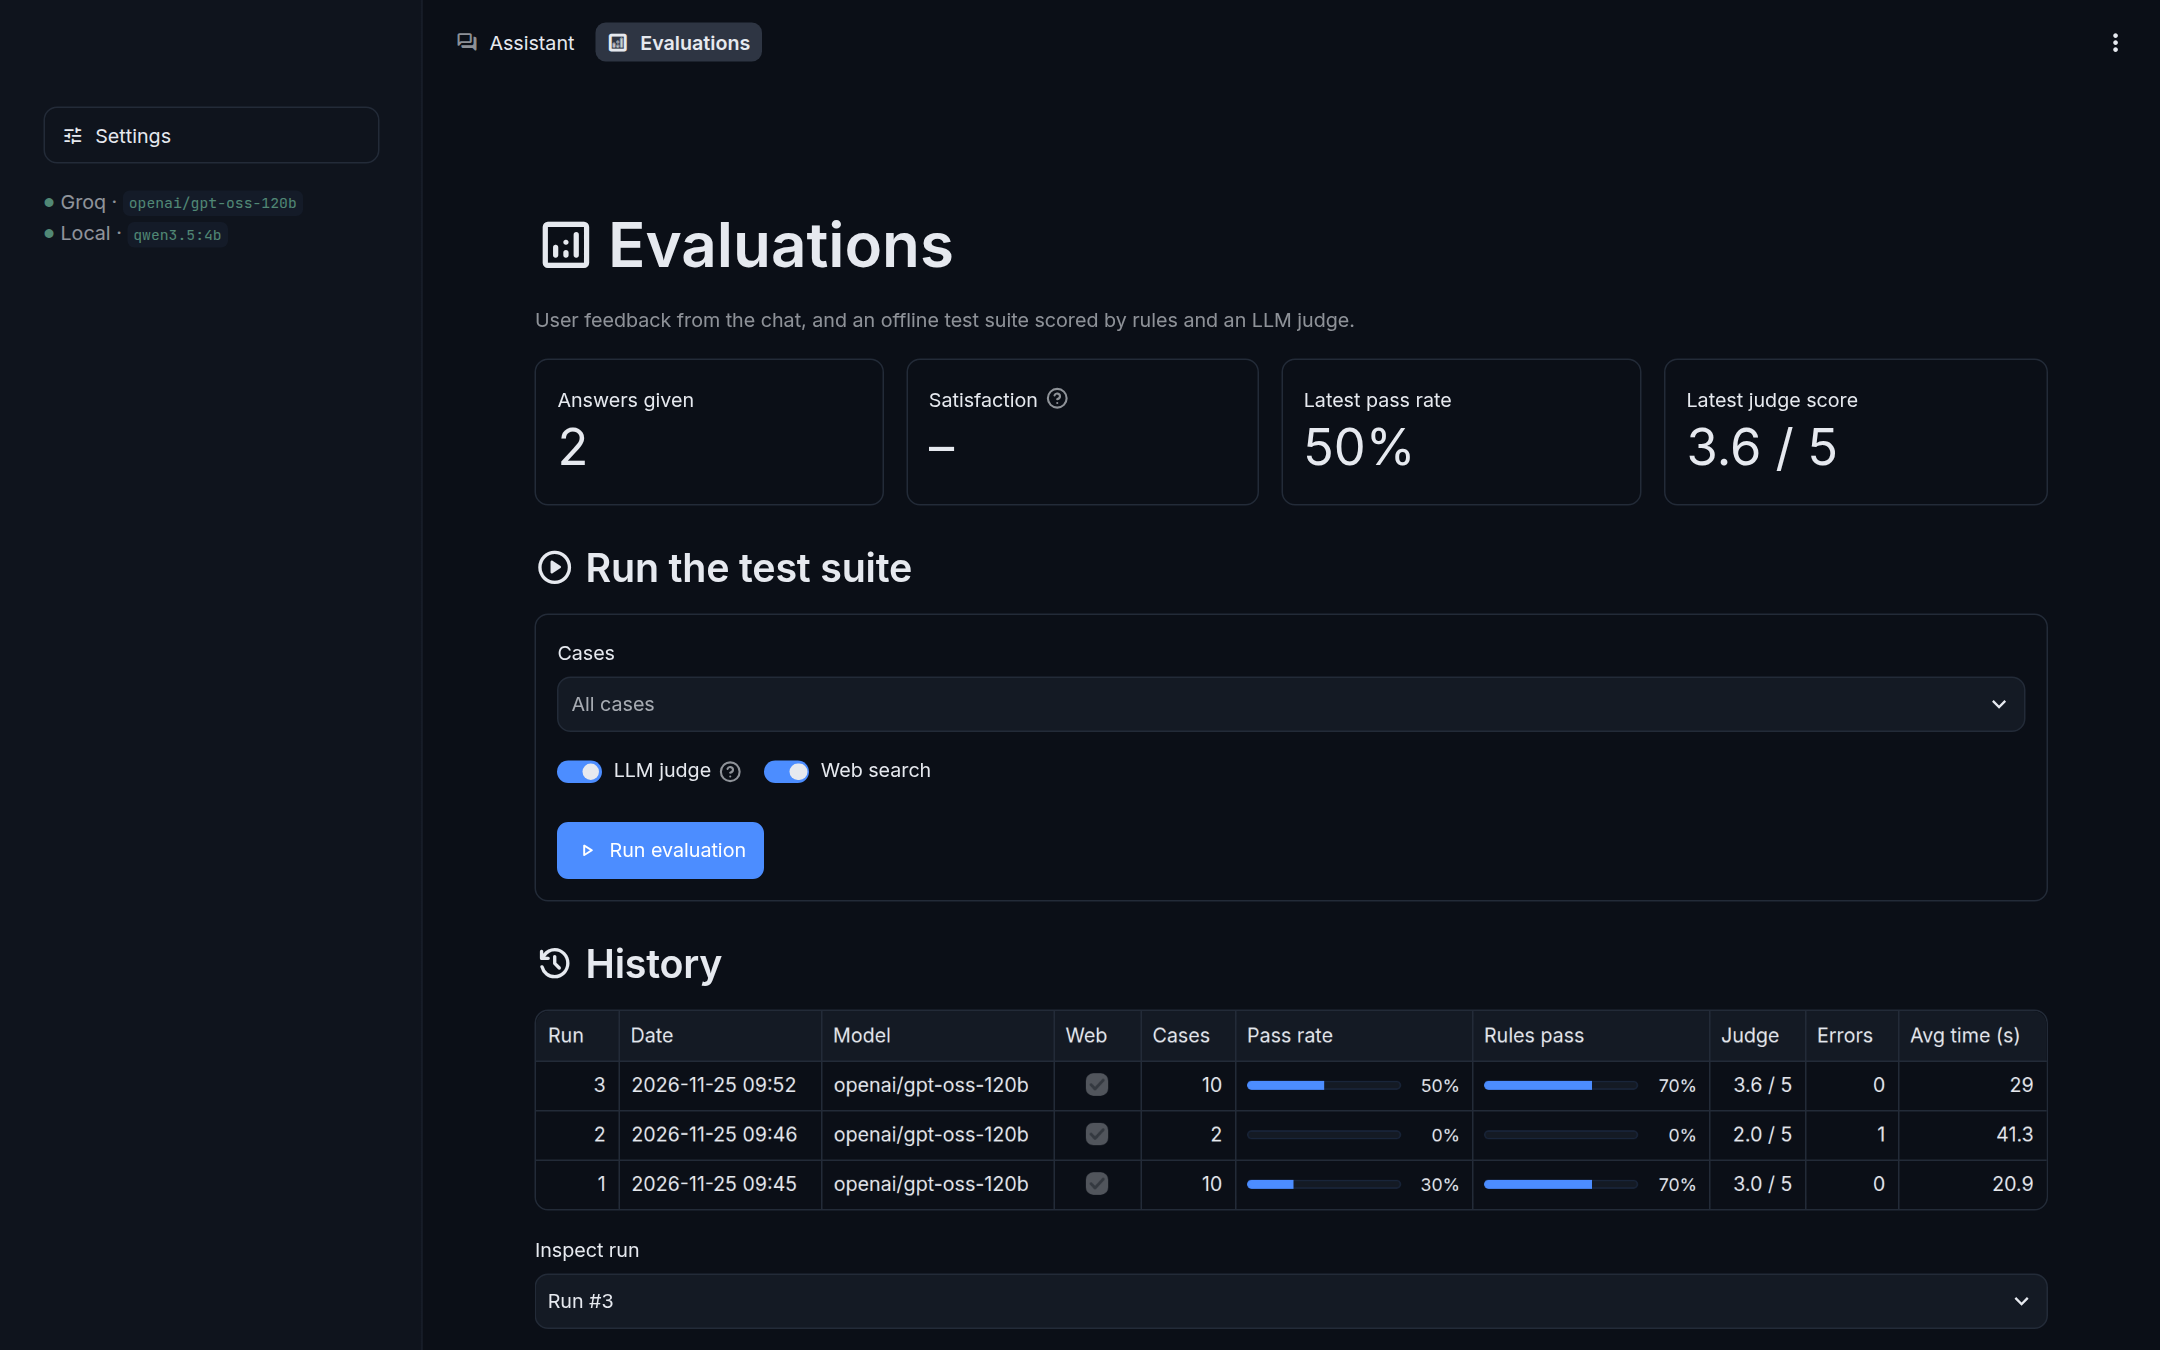 Assistant
Evaluations
Settings
Groq · openai/gpt-oss-120b
Local · qwen3.5:4b
Evaluations
User feedback from the chat, and an offline test suite scored by rules and an LLM judge.
Answers given
2
Satisfaction
–
Latest pass rate
50%
Latest judge score
3.6 / 5
Run the test suite
Cases
All cases
LLM judge
Web search
Run evaluation
History
Run Date Model Web Cases Pass rate Rules pass Judge Errors Avg time (s)
3 2026-11-25 09:52 openai/gpt-oss-120b 10 50% 70% 3.6 / 5 0 29
2 2026-11-25 09:46 openai/gpt-oss-120b 2 0% 0% 2.0 / 5 1 41.3
1 2026-11-25 09:45 openai/gpt-oss-120b 10 30% 70% 3.0 / 5 0 20.9
Inspect run
Run #3